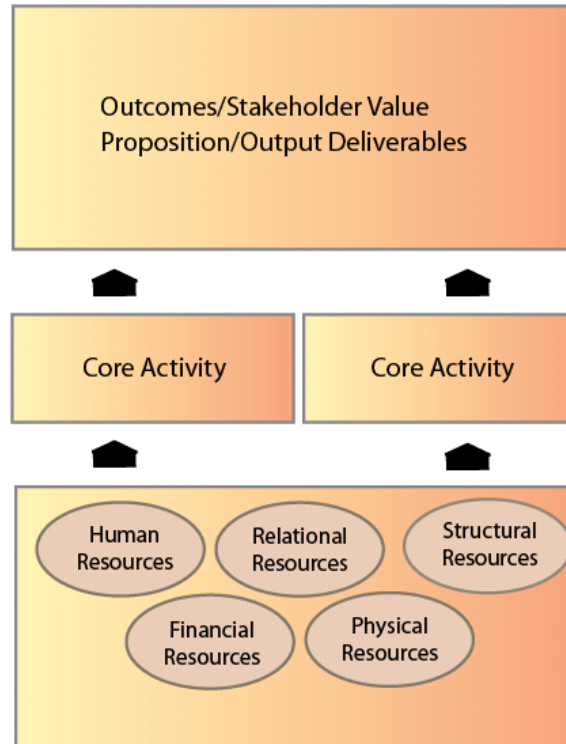 Outcomes/Stakeholder Value
Proposition/Output Deliverables
Core Activity
Core Activity
Human
Resources
Relational
Resources
Structural
Resources
Financial
Resources
Physical
Resources